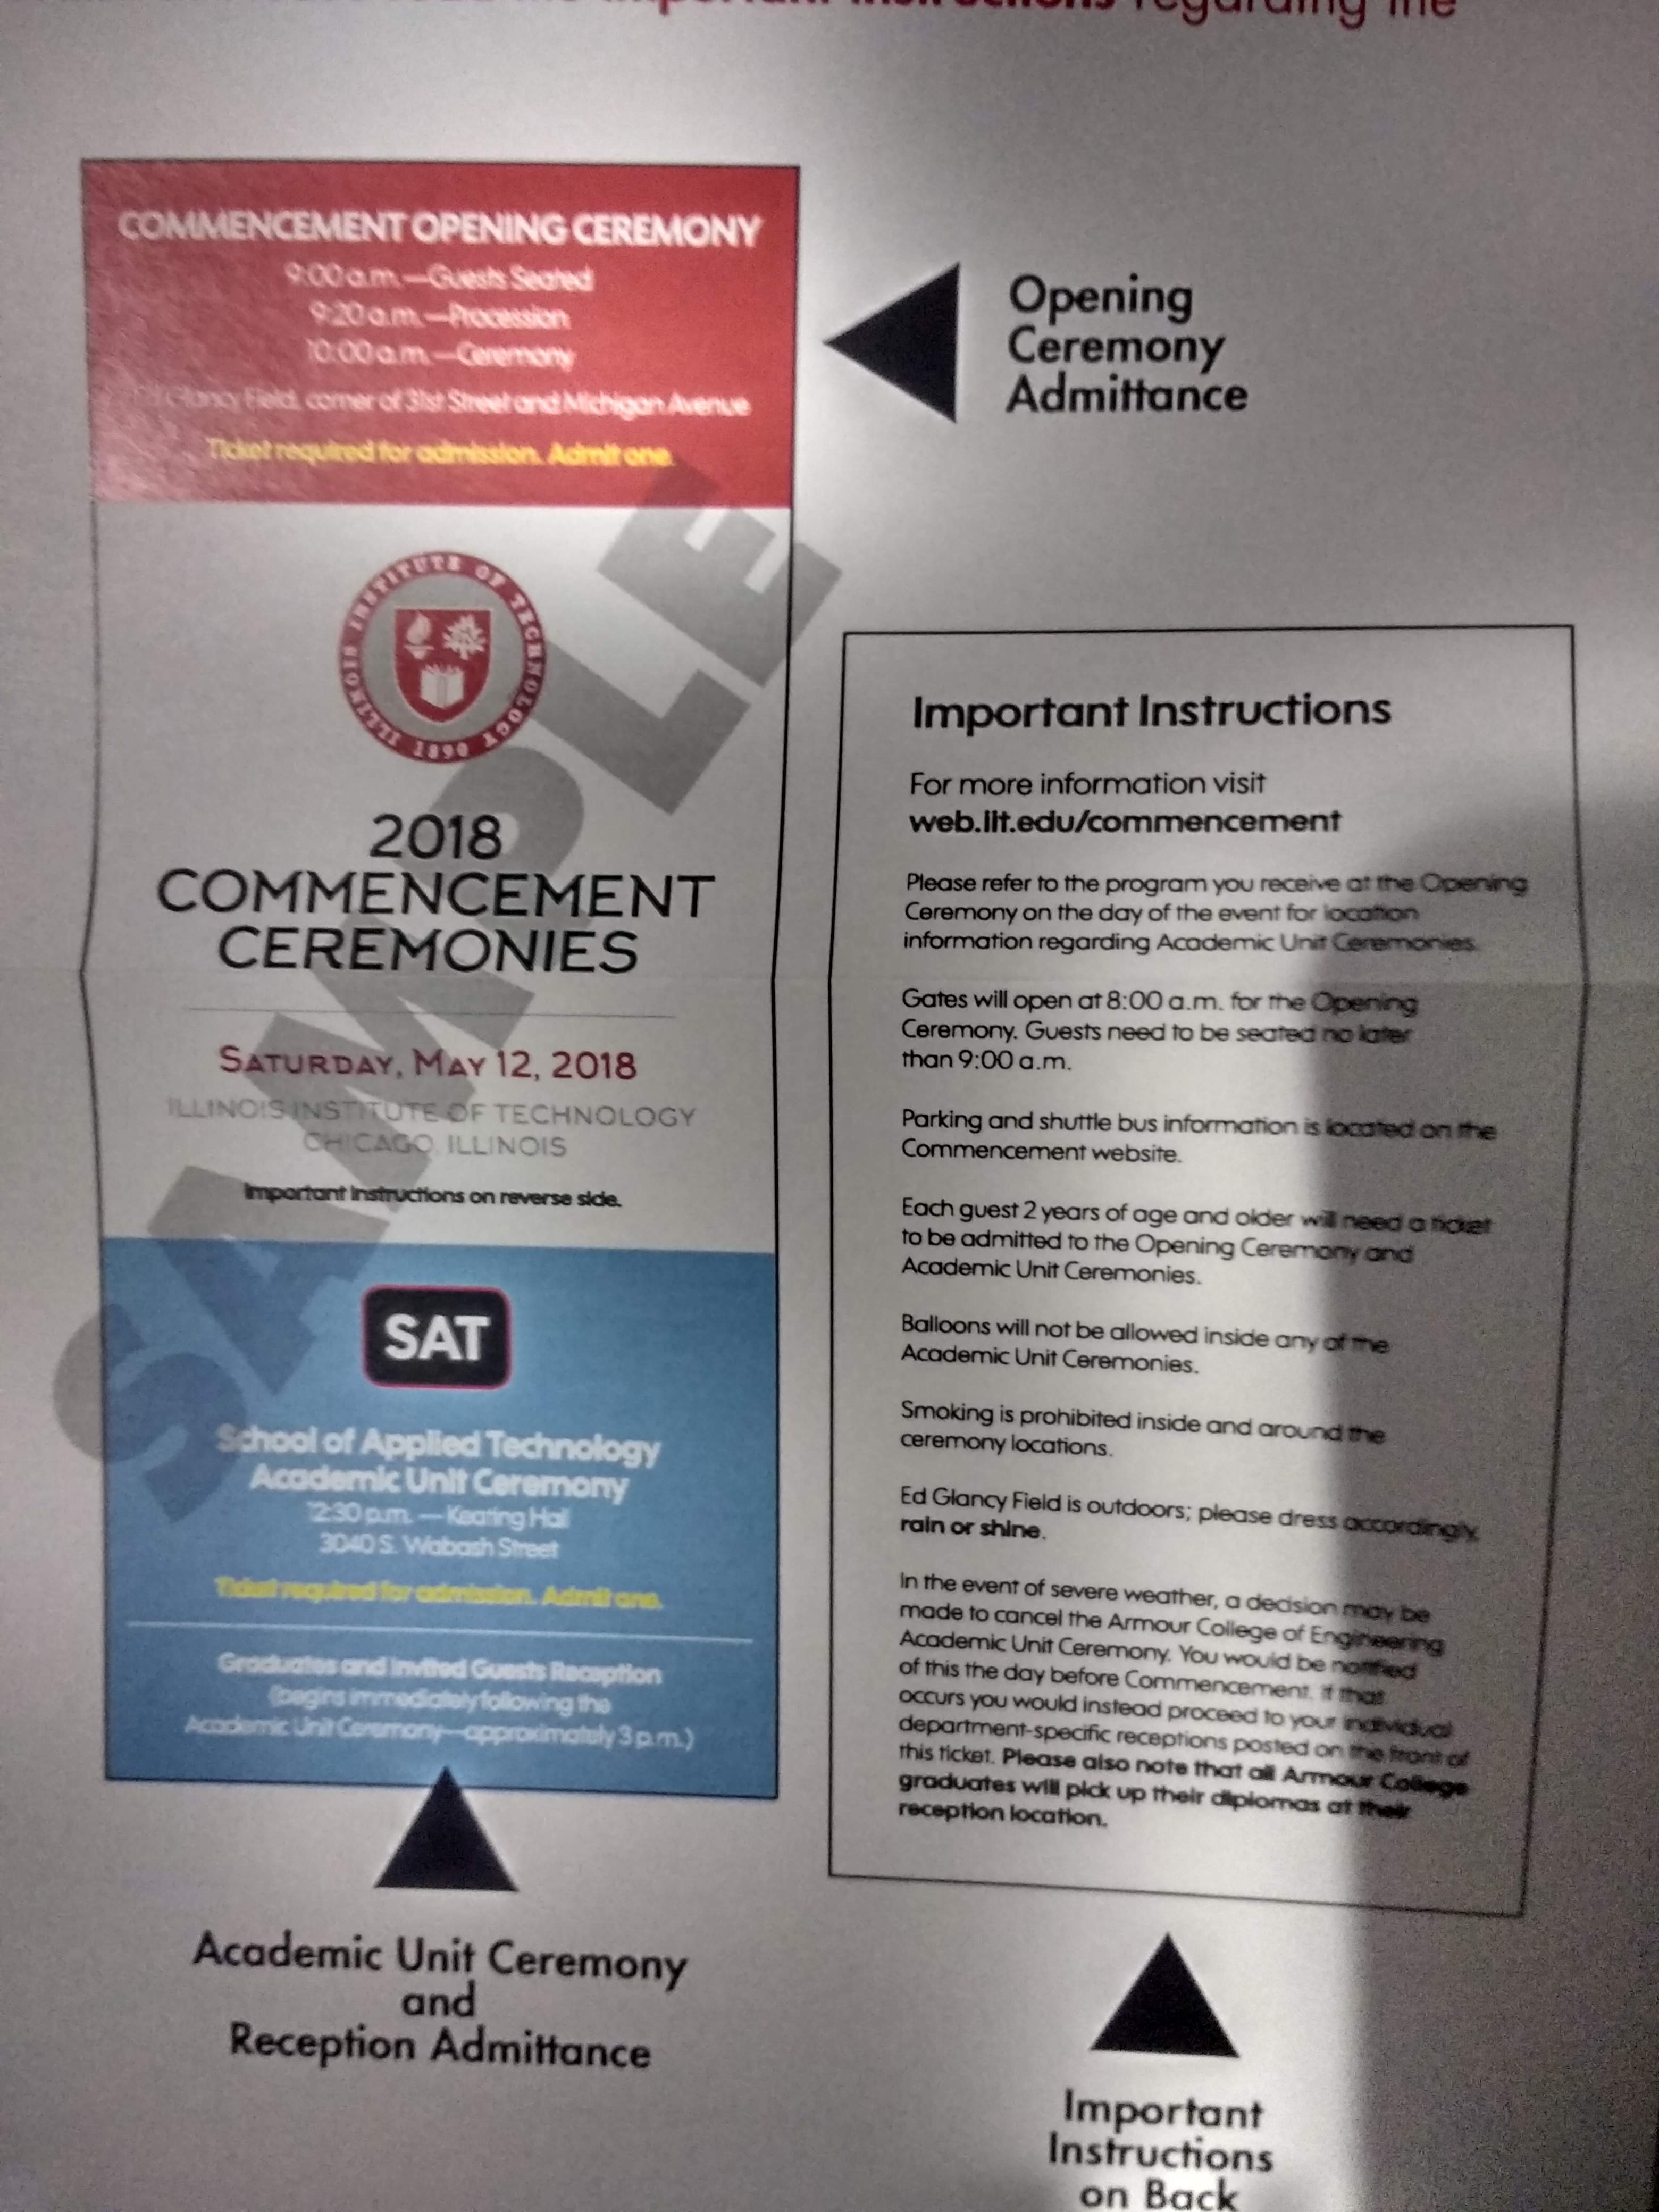 Important Instructions regarding the
COMMENCEMENT OPENING CEREMONY
9:00 a.m.—Guests Seated
9:20 a.m.—Procession
10:00 a.m.—Ceremony
Glancy Field, corner of 31st Street and Michigan Avenue
Ticket required for admission. Admit one.
Opening
Ceremony
Admittance
ILLINOIS INSTITUTE OF TECHNOLOGY
1890
SAMPLE
2018
COMMENCEMENT
CEREMONIES
SATURDAY, MAY 12, 2018
ILLINOIS INSTITUTE OF TECHNOLOGY
CHICAGO, ILLINOIS
Important instructions on reverse side.
SAT
School of Applied Technology
Academic Unit Ceremony
12:30 p.m. — Keating Hall
3040 S. Wabash Street
Ticket required for admission. Admit one.
Graduates and Invited Guests Reception
(begins immediately following the
Academic Unit Ceremony—approximately 3 p.m.)
Academic Unit Ceremony
and
Reception Admittance
Important Instructions
For more information visit
web.iit.edu/commencement
Please refer to the program you receive at the Opening
Ceremony on the day of the event for location
information regarding Academic Unit Ceremonies.
Gates will open at 8:00 a.m. for the Opening
Ceremony. Guests need to be seated no later
than 9:00 a.m.
Parking and shuttle bus information is located on the
Commencement website.
Each guest 2 years of age and older will need a ticket
to be admitted to the Opening Ceremony and
Academic Unit Ceremonies.
Balloons will not be allowed inside any of the
Academic Unit Ceremonies.
Smoking is prohibited inside and around the
ceremony locations.
Ed Glancy Field is outdoors; please dress accordingly,
rain or shine.
In the event of severe weather, a decision may be
made to cancel the Armour College of Engineering
Academic Unit Ceremony. You would be notified
of this the day before Commencement. If that
occurs you would instead proceed to your individual
department-specific receptions posted on the front of
this ticket. Please also note that all Armour College
graduates will pick up their diplomas at their
reception location.
Important
Instructions
on Back